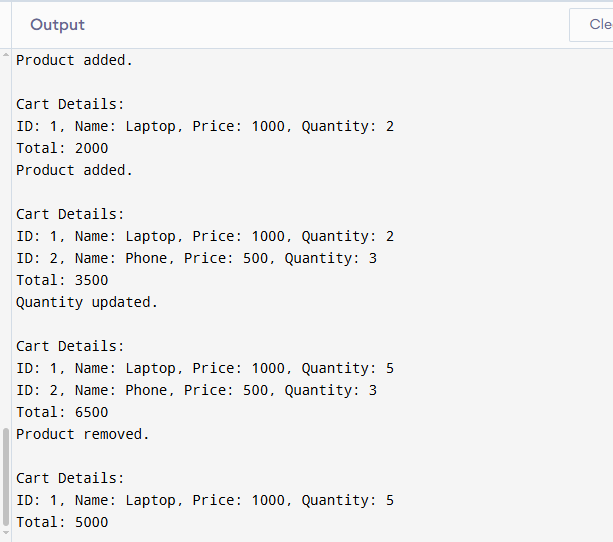 Output
Cle
Product added.
Cart Details:
ID: 1, Name: Laptop, Price: 1000, Quantity: 2
Total: 2000
Product added.
Cart Details:
ID: 1, Name: Laptop, Price: 1000, Quantity: 2
ID: 2, Name: Phone, Price: 500, Quantity: 3
Total: 3500
Quantity updated.
Cart Details:
ID: 1, Name: Laptop, Price: 1000, Quantity: 5
ID: 2, Name: Phone, Price: 500, Quantity: 3
Total: 6500
Product removed.
Cart Details:
ID: 1, Name: Laptop, Price: 1000, Quantity: 5
Total: 5000